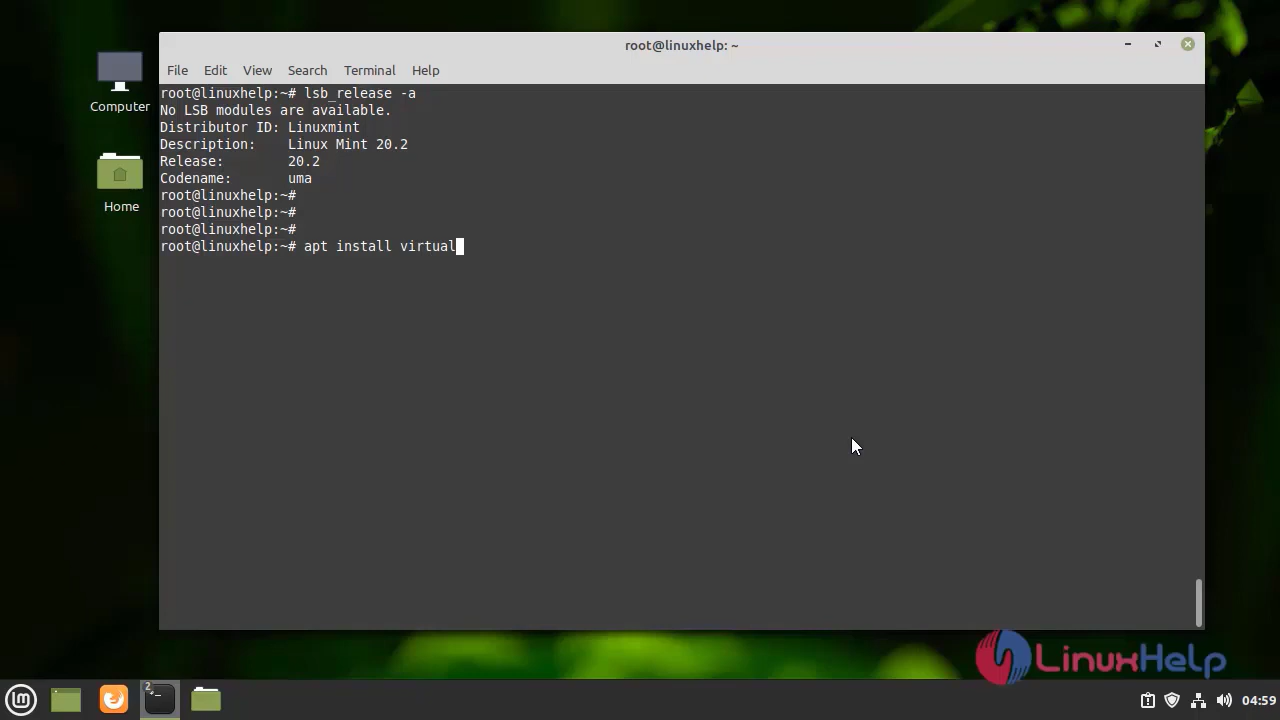 root@linuxhelp: ~
File Edit View Search Terminal Help
Computer
Home
root@linuxhelp:~# lsb_release -a
No LSB modules are available.
Distributor ID: Linuxmint
Description:    Linux Mint 20.2
Release:        20.2
Codename:       uma
root@linuxhelp:~#
root@linuxhelp:~#
root@linuxhelp:~#
root@linuxhelp:~# apt install virtual
LinuxHelp
2
04:59